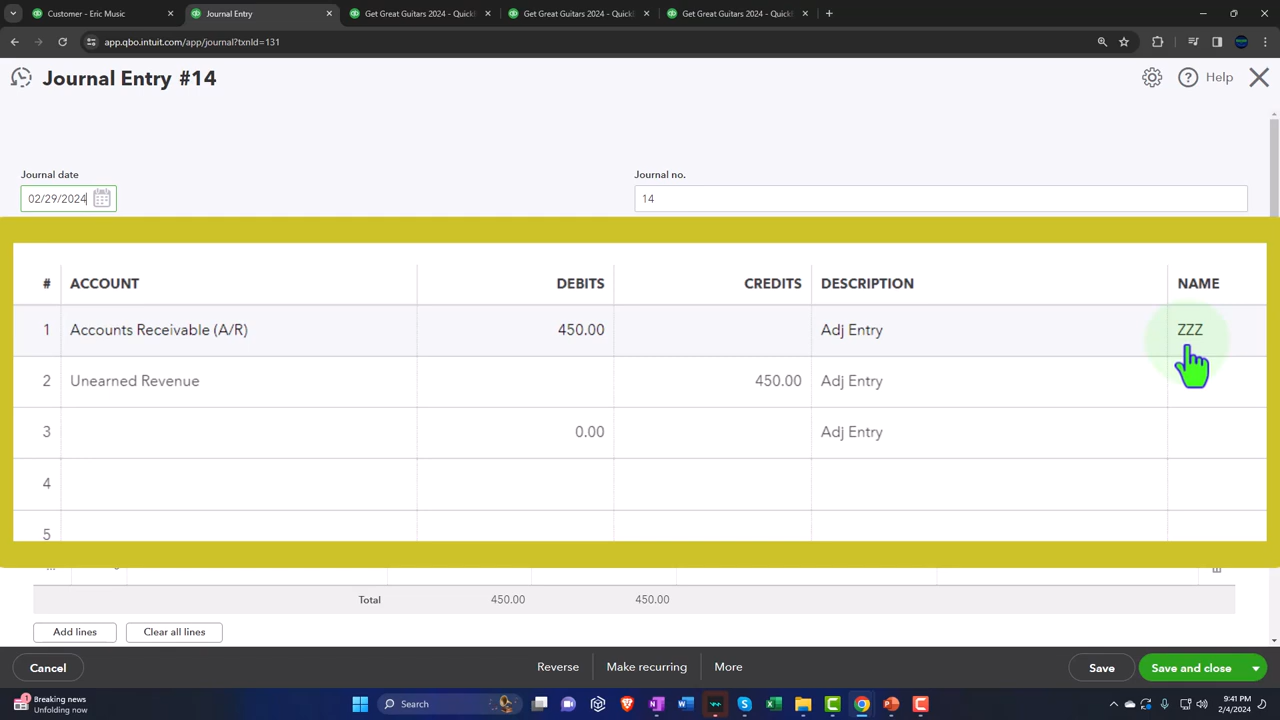 Customer - Eric Music
Journal Entry
Get Great Guitars 2024 - Quick
Get Great Guitars 2024 - Quick
Get Great Guitars 2024 - Quick
app.qbo.intuit.com/app/journal?txnId=131
Journal Entry #14
Help
Journal date
Journal no.
02/29/2024
14
# ACCOUNT DEBITS CREDITS DESCRIPTION NAME
1 Accounts Receivable (A/R) 450.00 Adj Entry ZZZ
2 Unearned Revenue 450.00 Adj Entry
3 0.00 Adj Entry
4
5
Total 450.00 450.00
Add lines Clear all lines
Cancel Reverse Make recurring More Save Save and close
Breaking news
Unfolding now
Search
9:41 PM
2/4/2024